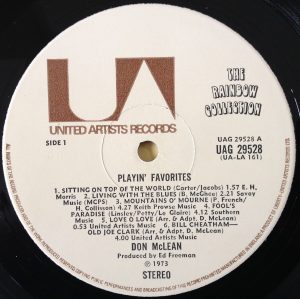 UA
UNITED ARTISTS RECORDS
THE
RAINBOW
COLLECTION
SIDE 1
UAG 29528 A
UAG 29528
(UA-LA 161)
PLAYIN' FAVORITES
1. SITTING ON TOP OF THE WORLD (Carter/Jacobs) 1.57 E. H.
Morris 2. LIVING WITH THE BLUES (B. McGhee) 2.21 Savoy
Music (MCPS) 3. MOUNTAINS O'MOURNE (P. French/
H. Collison) 4.27 Keith Prowse Music 4. FOOL'S
PARADISE (Linsley/Petty/Le Glaire) 4.12 Southern
Music 5. LOVE O LOVE (Arr. & Adpt. D. McLean)
0.53 United Artists Music 6. BILL CHEATHAM—
OLD JOE CLARK (Arr. & Adpt. D. McLean)
4.00 United Artists Music
DON McLEAN
Produced by Ed Freeman
℗ 1973
STEREO